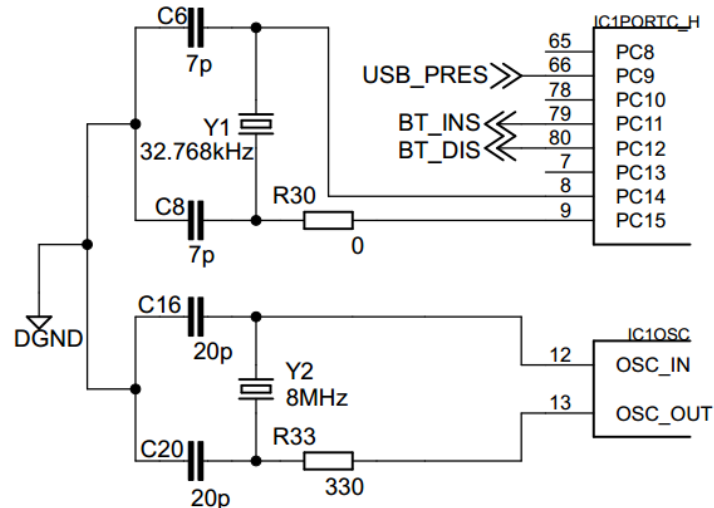 C6
7p
Y1
32.768kHz
C8
7p
R30
0
USB_PRES
BT_INS
BT_DIS
IC1PORTC_H
65 PC8
66 PC9
78 PC10
79 PC11
80 PC12
7 PC13
8 PC14
9 PC15
DGND
C16
20p
Y2
8MHz
C20
20p
R33
330
IC1OSC
12 OSC_IN
13 OSC_OUT